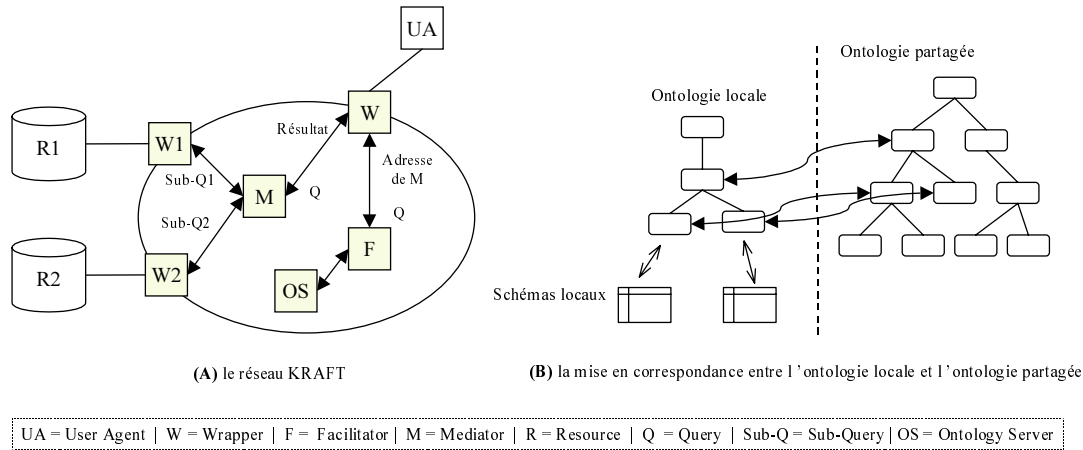 UA
Ontologie partagée
Ontologie locale
W
Résultat
R1
W1
Adresse
de M
Sub-Q1
M
Q
Sub-Q2
Q
F
R2
W2
OS
Schémas locaux
(A) le réseau KRAFT
(B) la mise en correspondance entre l 'ontologie locale et l 'ontologie partagée
UA = User Agent | W = Wrapper | F = Facilitator | M = Mediator | R = Resource | Q = Query | Sub-Q = Sub-Query | OS = Ontology Server